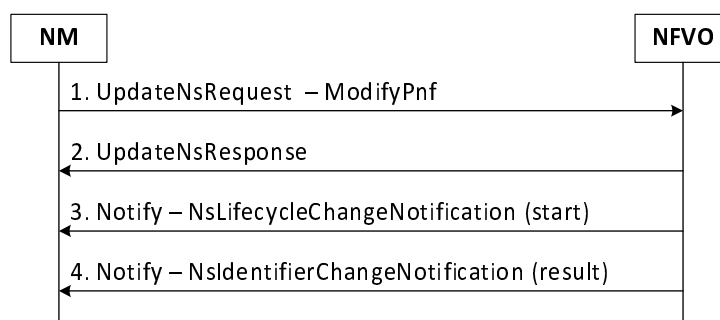 NM
NFVO
1. UpdateNsRequest – ModifyPnf
2. UpdateNsResponse
3. Notify – NsLifecycleChangeNotification (start)
4. Notify – NsIdentifierChangeNotification (result)